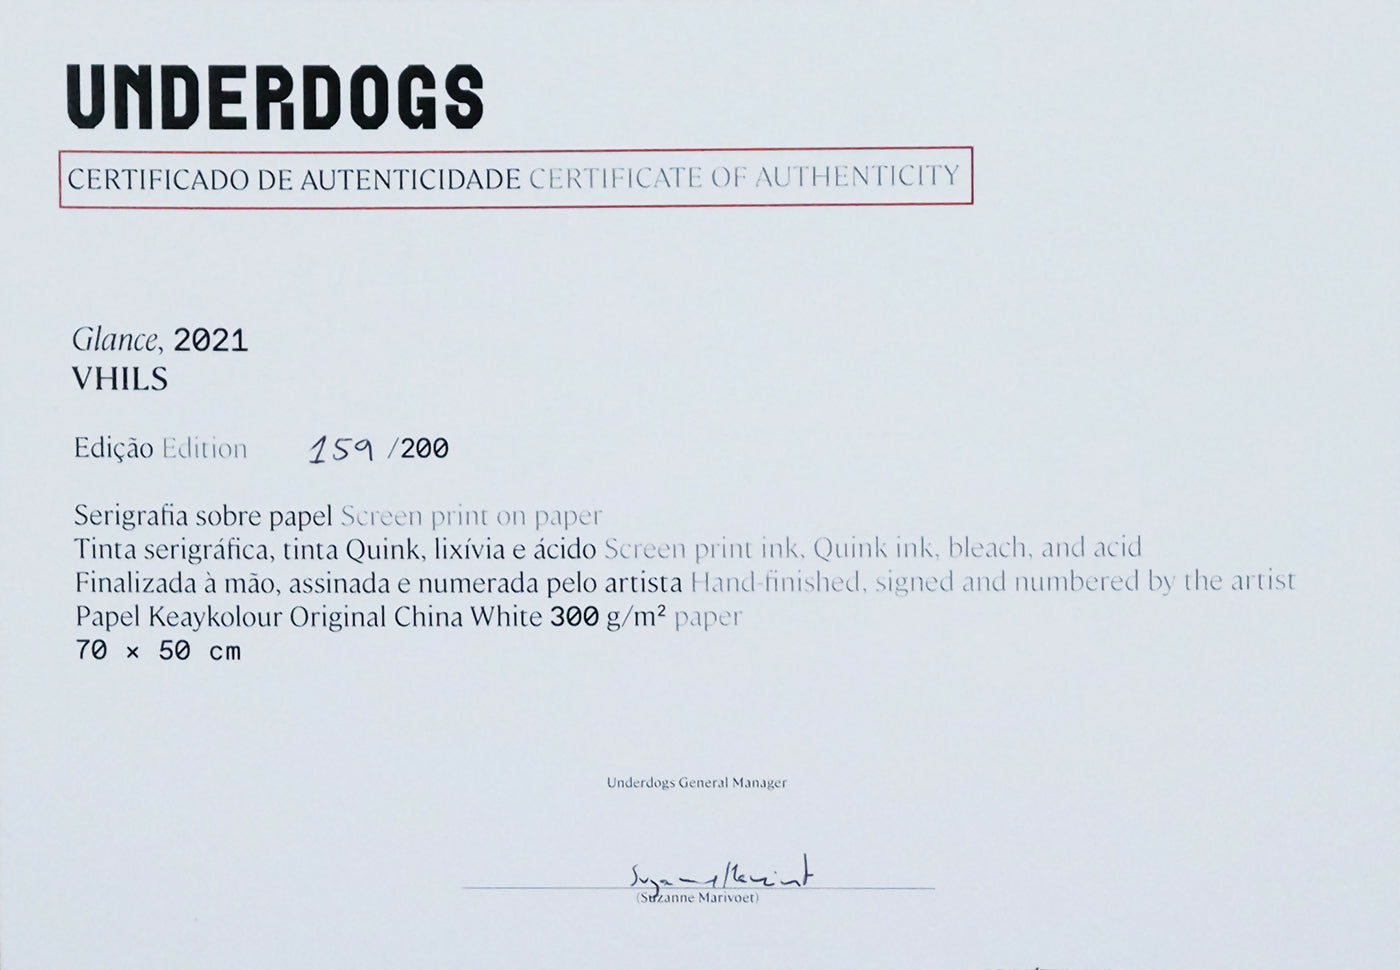 UNDERDOGS
CERTIFICADO DE AUTENTICIDADE CERTIFICATE OF AUTHENTICITY
Glance, 2021
VHILS
Edição Edition 159 /200
Serigrafia sobre papel Screen print on paper
Tinta serigráfica, tinta Quink, lixívia e ácido Screen print ink, Quink ink, bleach, and acid
Finalizada à mão, assinada e numerada pelo artista Hand-finished, signed and numbered by the artist
Papel Keaykolour Original China White 300 g/m² paper
70 × 50 cm
Underdogs General Manager
Suzanne Marivoet
(Suzanne Marivoet)